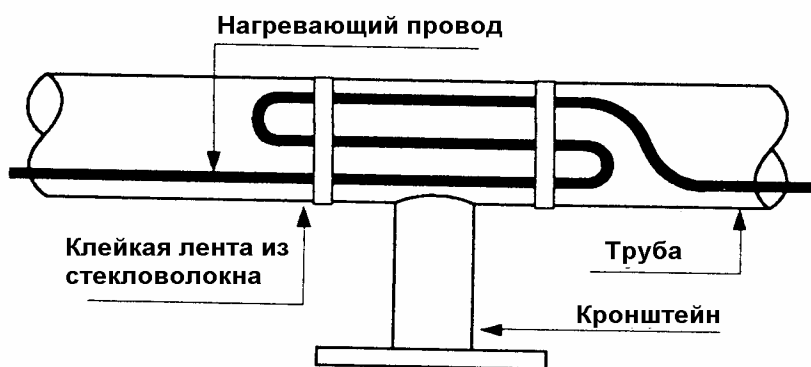 Нагревающий провод
Клейкая лента из
стекловолокна
Труба
Кронштейн